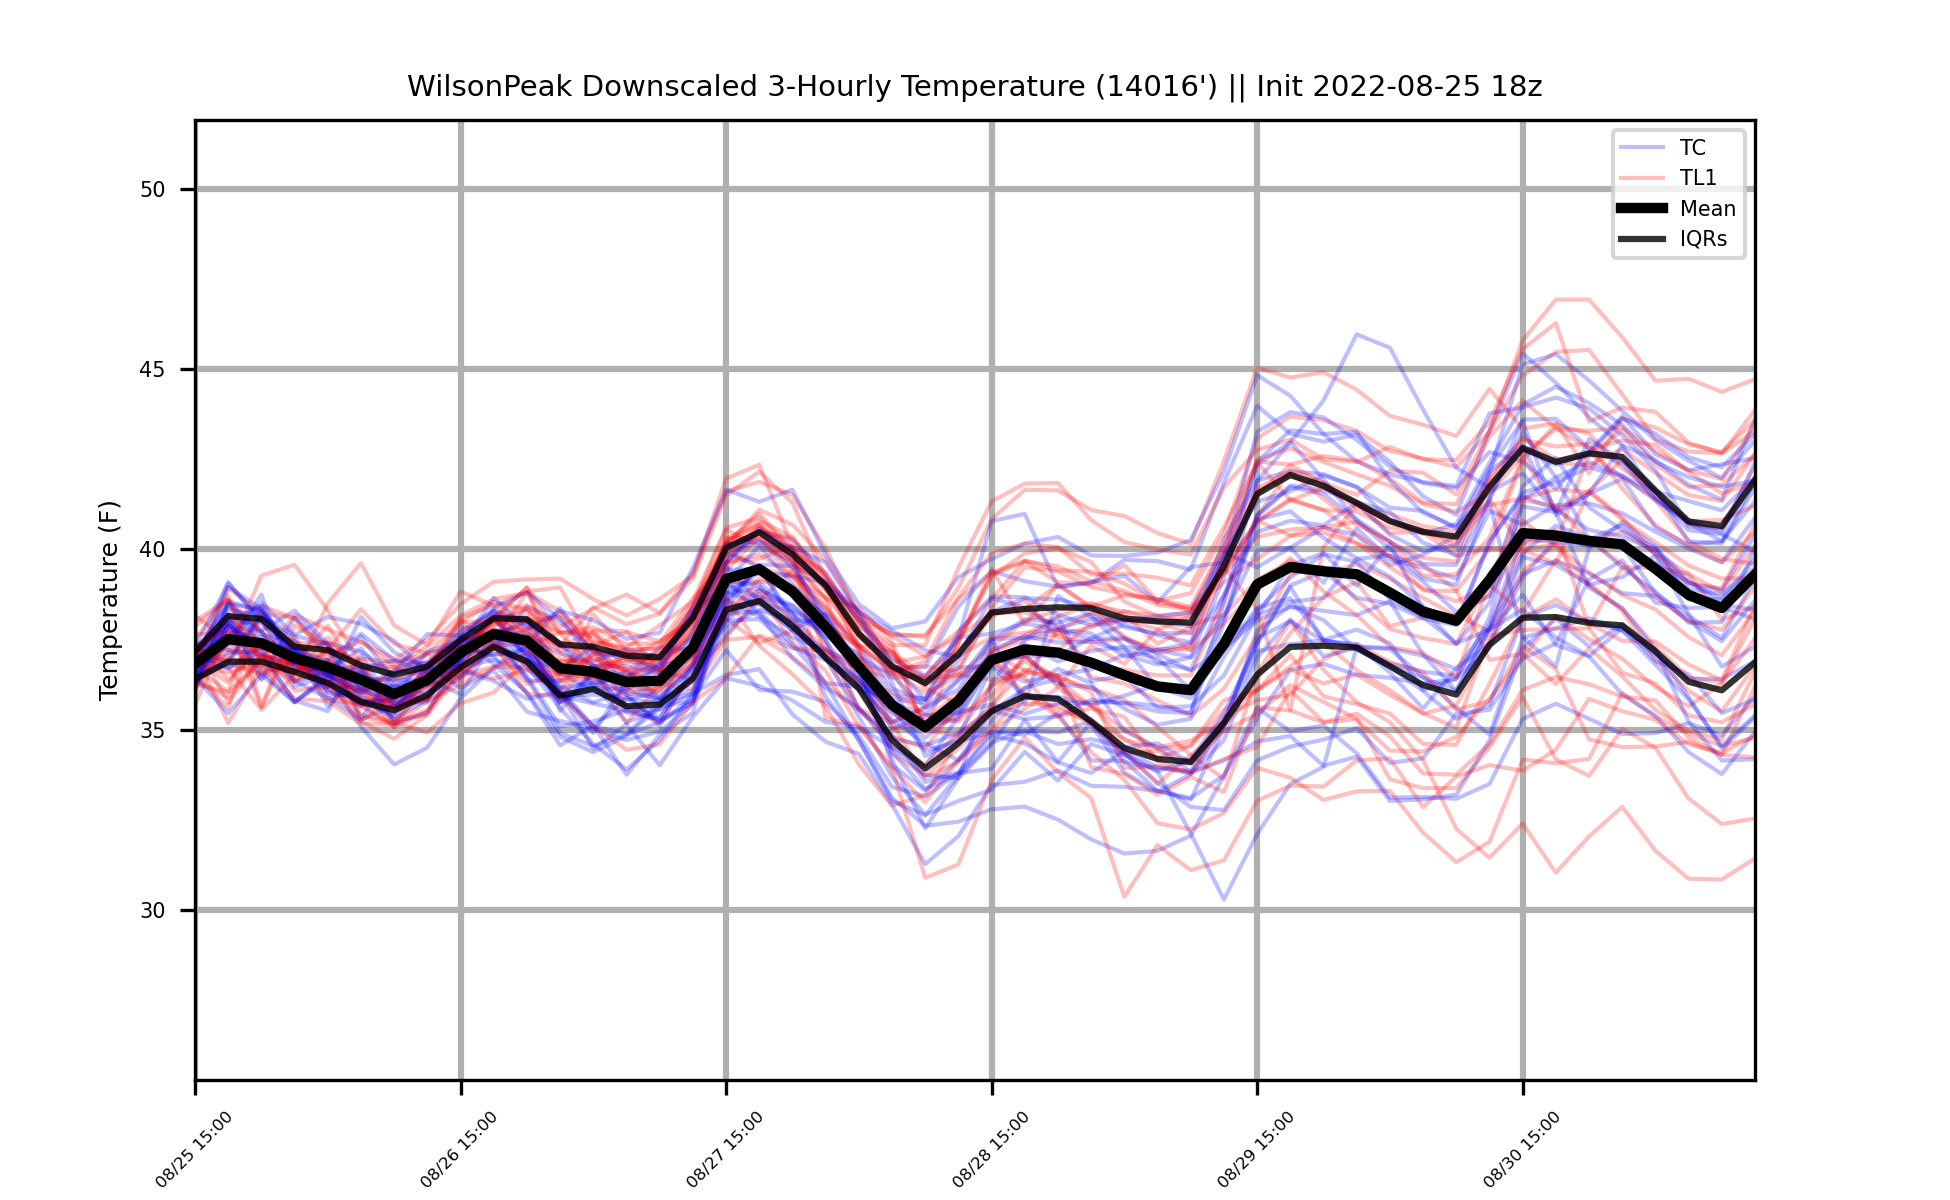 WilsonPeak Downscaled 3-Hourly Temperature (14016') || Init 2022-08-25 18z
TC
TL1
Mean
IQRs
Temperature (F)
50
45
40
35
30
08/25 15:00
08/26 15:00
08/27 15:00
08/28 15:00
08/29 15:00
08/30 15:00